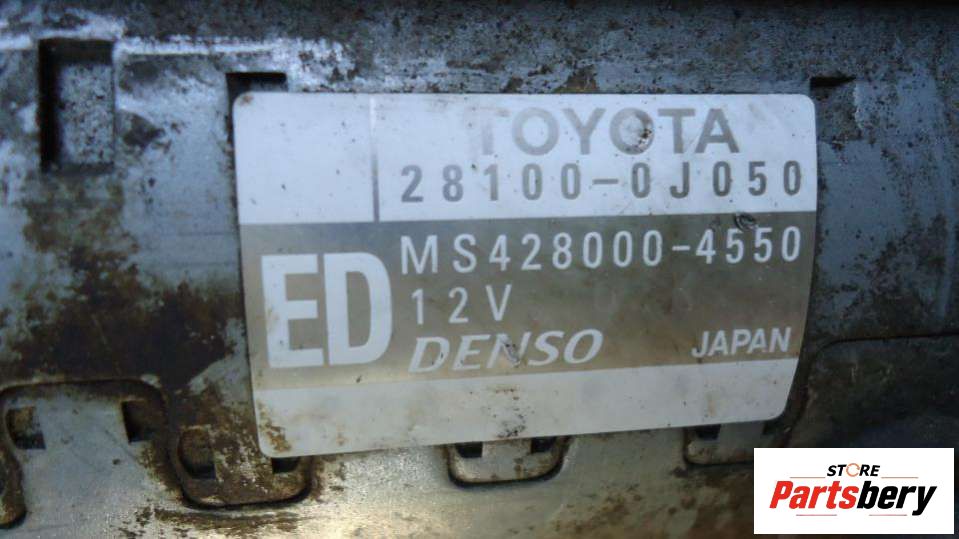 TOYOTA
28100-0J050
ED
MS428000-4550
12V
DENSO JAPAN
STORE
Partsbery